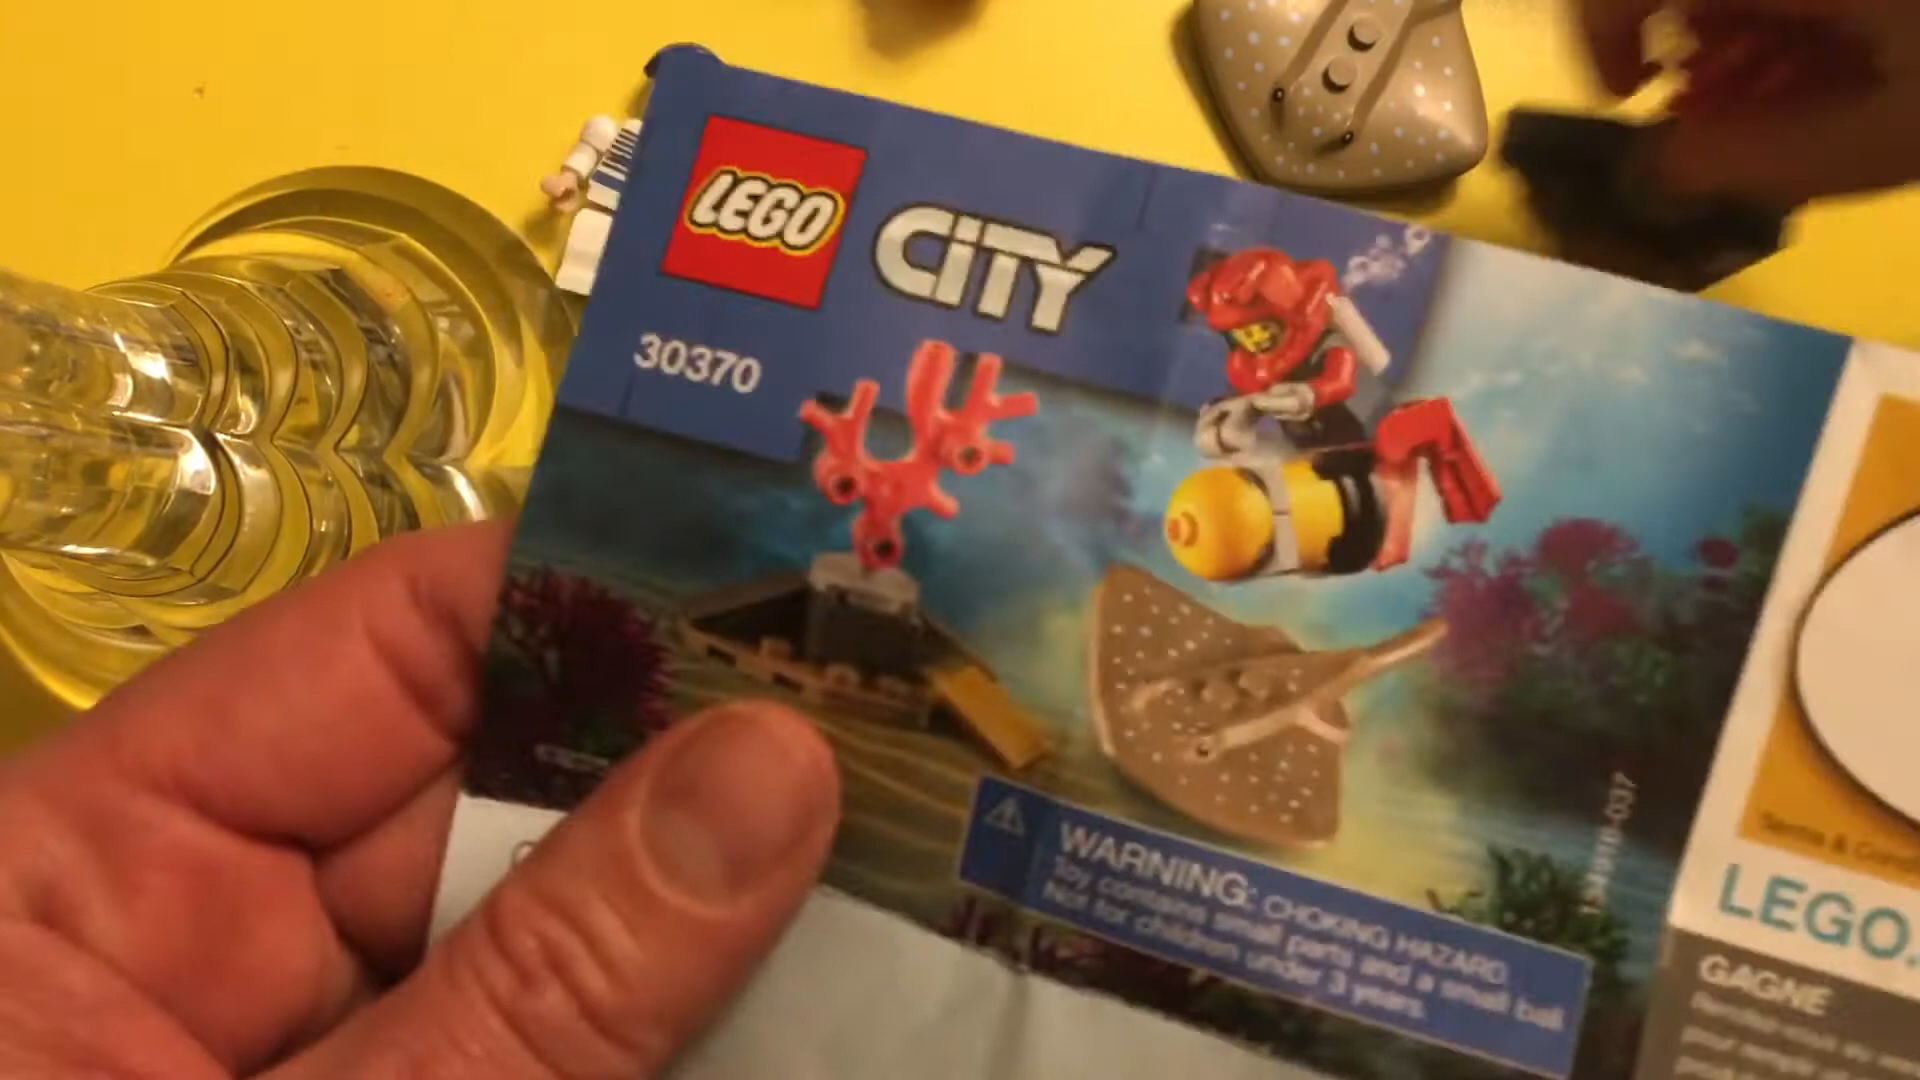 LEGO
CITY
30370
WARNING: CHOKING HAZARD.
Toy contains small parts and a small ball.
Not for children under 3 years.
LEGO.
GAGNE